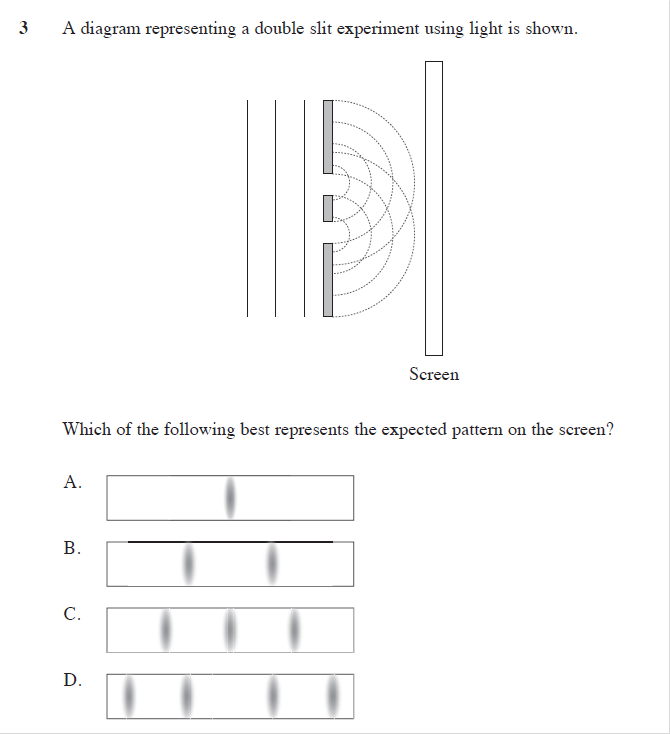 3 A diagram representing a double slit experiment using light is shown.
Screen
Which of the following best represents the expected pattern on the screen?
A.
B.
C.
D.